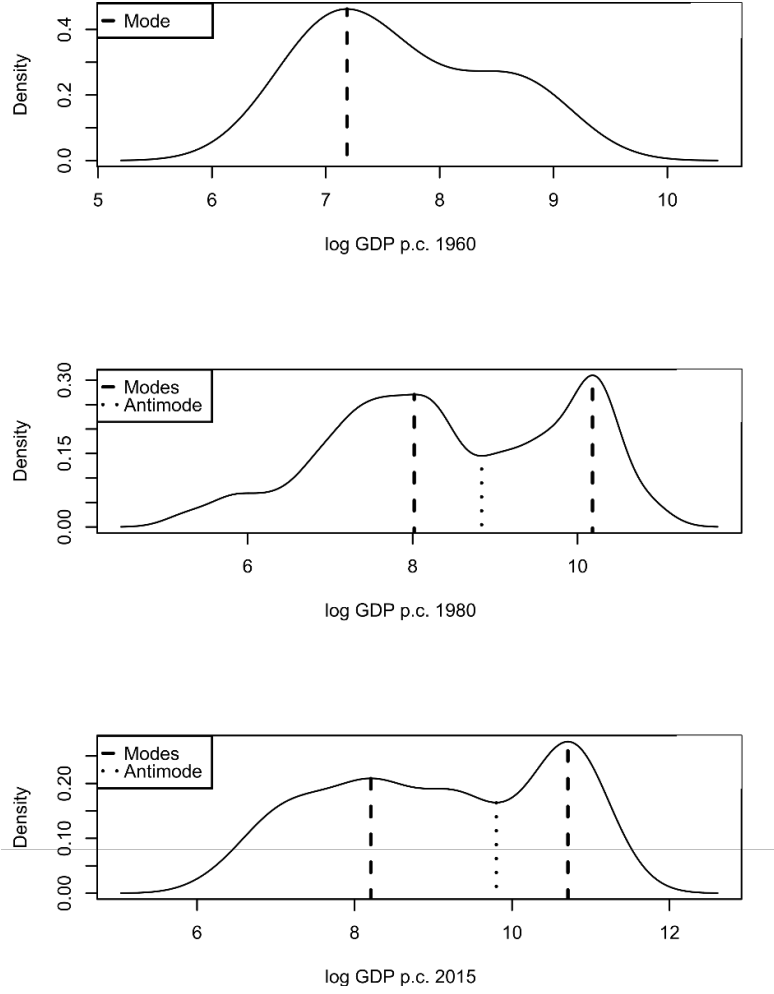 Mode
Density
0.0
0.2
0.4
5
6
7
8
9
10
log GDP p.c. 1960
Modes
Antimode
Density
0.00
0.15
0.30
6
8
10
log GDP p.c. 1980
Modes
Antimode
Density
0.00
0.10
0.20
6
8
10
12
log GDP p.c. 2015